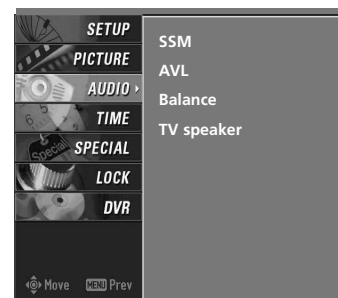 SETUP
PICTURE
AUDIO
TIME
SPECIAL
LOCK
DVR
Move MENU Prev
SSM
AVL
Balance
TV speaker